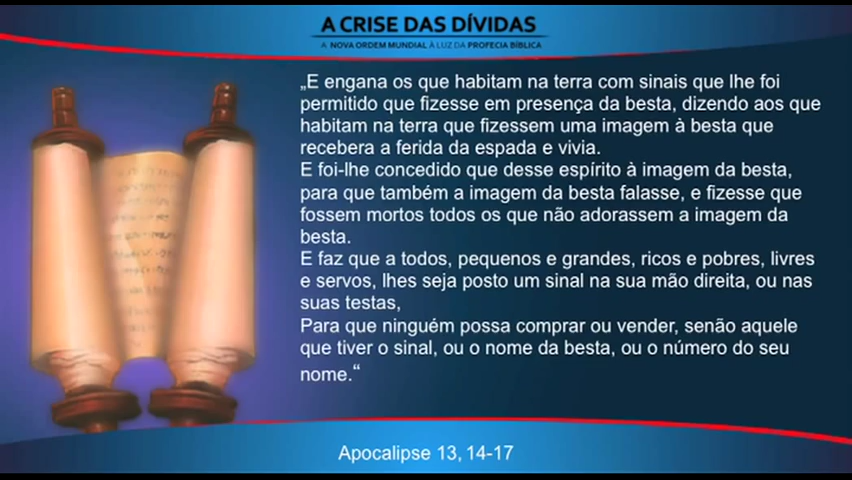 A CRISE DAS DÍVIDAS
A NOVA ORDEM MUNDIAL À LUZ DA PROFECIA BÍBLICA
„E engana os que habitam na terra com sinais que lhe foi
permitido que fizesse em presença da besta, dizendo aos que
habitam na terra que fizessem uma imagem à besta que
recebera a ferida da espada e vivia.
E foi-lhe concedido que desse espírito à imagem da besta,
para que também a imagem da besta falasse, e fizesse que
fossem mortos todos os que não adorassem a imagem da
besta.
E faz que a todos, pequenos e grandes, ricos e pobres, livres
e servos, lhes seja posto um sinal na sua mão direita, ou nas
suas testas,
Para que ninguém possa comprar ou vender, senão aquele
que tiver o sinal, ou o nome da besta, ou o número do seu
nome.“
Apocalipse 13, 14-17